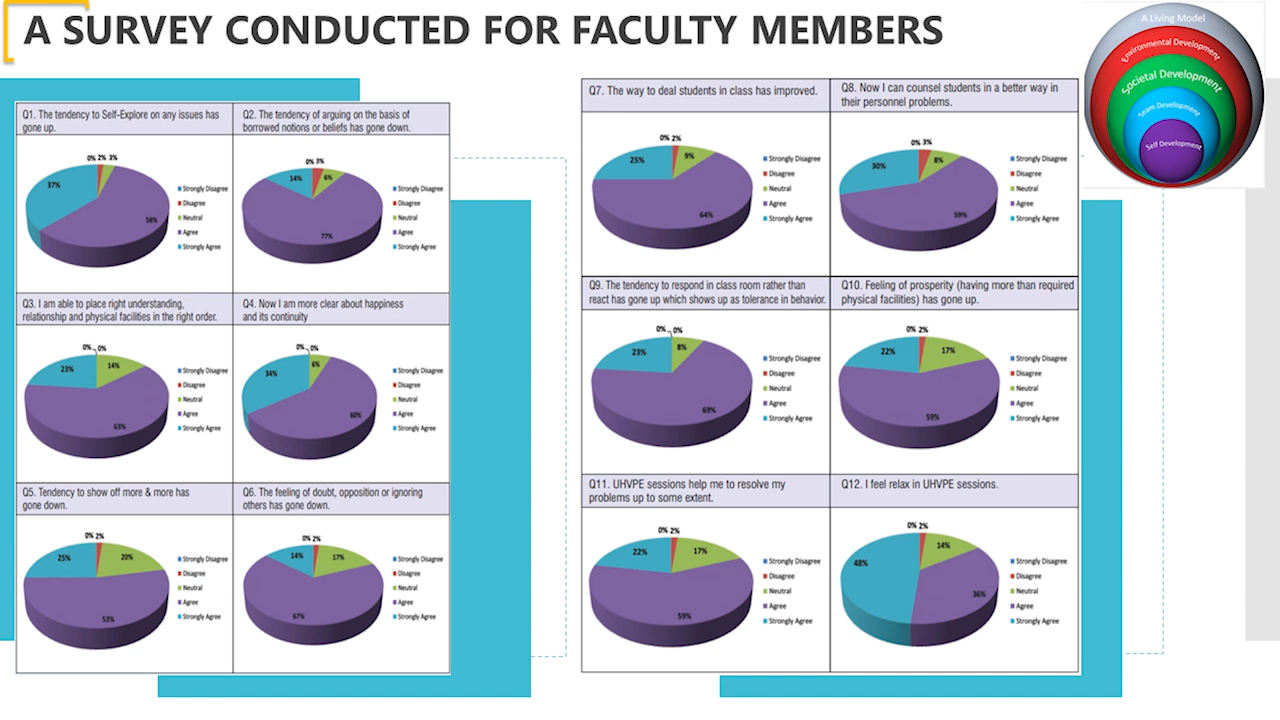 A SURVEY CONDUCTED FOR FACULTY MEMBERS
A Living Model
Environmental Development
Societal Development
Team Development
Self Development
Q1. The tendency to Self-Explore on any issues has
gone up.
0% 2% 3%
37%
58%
Strongly Disagree
Disagree
Neutral
Agree
Strongly Agree
Q2. The tendency of arguing on the basis of
borrowed notions or beliefs has gone down.
0% 3%
14%
6%
77%
Strongly Disagree
Disagree
Neutral
Agree
Strongly Agree
Q3. I am able to place right understanding,
relationship and physical facilities in the right order.
0% 0%
23%
14%
63%
Strongly Disagree
Disagree
Neutral
Agree
Strongly Agree
Q4. Now I am more clear about happiness
and its continuity
0% 0%
34%
6%
60%
Strongly Disagree
Disagree
Neutral
Agree
Strongly Agree
Q5. Tendency to show off more & more has
gone down.
0% 2%
25%
20%
53%
Strongly Disagree
Disagree
Neutral
Agree
Strongly Agree
Q6. The feeling of doubt, opposition or ignoring
others has gone down.
0% 2%
14%
17%
67%
Strongly Disagree
Disagree
Neutral
Agree
Strongly Agree
Q7. The way to deal students in class has improved.
0% 2%
25%
9%
64%
Strongly Disagree
Disagree
Neutral
Agree
Strongly Agree
Q8. Now I can counsel students in a better way in
their personnel problems.
0% 3%
30%
8%
59%
Strongly Disagree
Disagree
Neutral
Agree
Strongly Agree
Q9. The tendency to respond in class room rather than
react has gone up which shows up as tolerance in behavior.
0% 0%
23%
8%
69%
Strongly Disagree
Disagree
Neutral
Agree
Strongly Agree
Q10. Feeling of prosperity (having more than required
physical facilities) has gone up.
0% 2%
22%
17%
59%
Strongly Disagree
Disagree
Neutral
Agree
Strongly Agree
Q11. UHVPE sessions help me to resolve my
problems up to some extent.
0% 2%
22%
17%
59%
Strongly Disagree
Disagree
Neutral
Agree
Strongly Agree
Q12. I feel relax in UHVPE sessions.
0% 2%
48%
14%
36%
Strongly Disagree
Disagree
Neutral
Agree
Strongly Agree